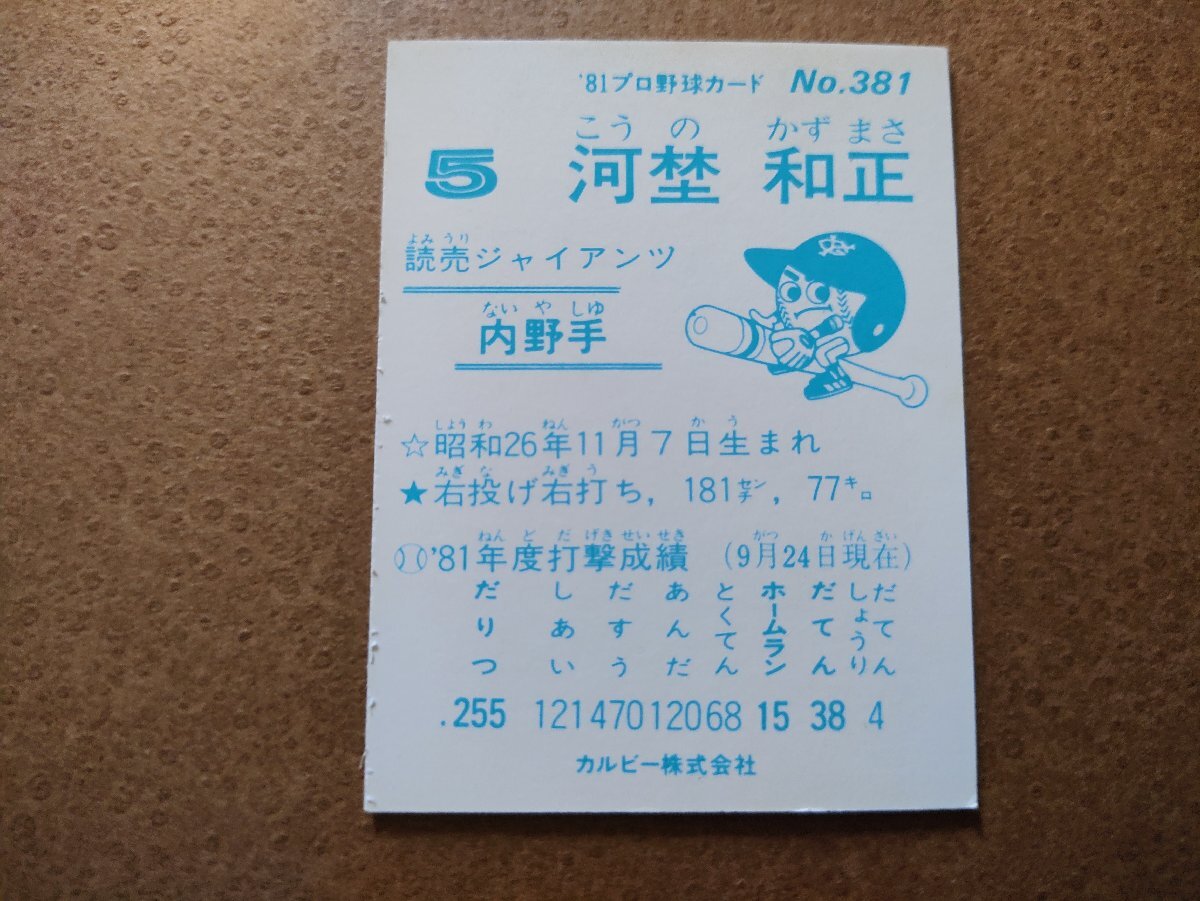 '81プロ野球カード No.381
こうの かずまさ
5 河埜 和正
よみうり
読売ジャイアンツ
ないやしゆ
内野手
しようわ ねん がつ かう
☆昭和26年11月7日生まれ
みぎな みぎう
★右投げ右打ち, 181センチ, 77キロ
ねんどだげきせいせき がつ かげんざい
'81年度打撃成績 (9月24日現在)
だりつ しあい だすう あんだ とくてん ホームラン だてん しょうりだてん
.255 121 470 120 68 15 38 4
カルビー株式会社